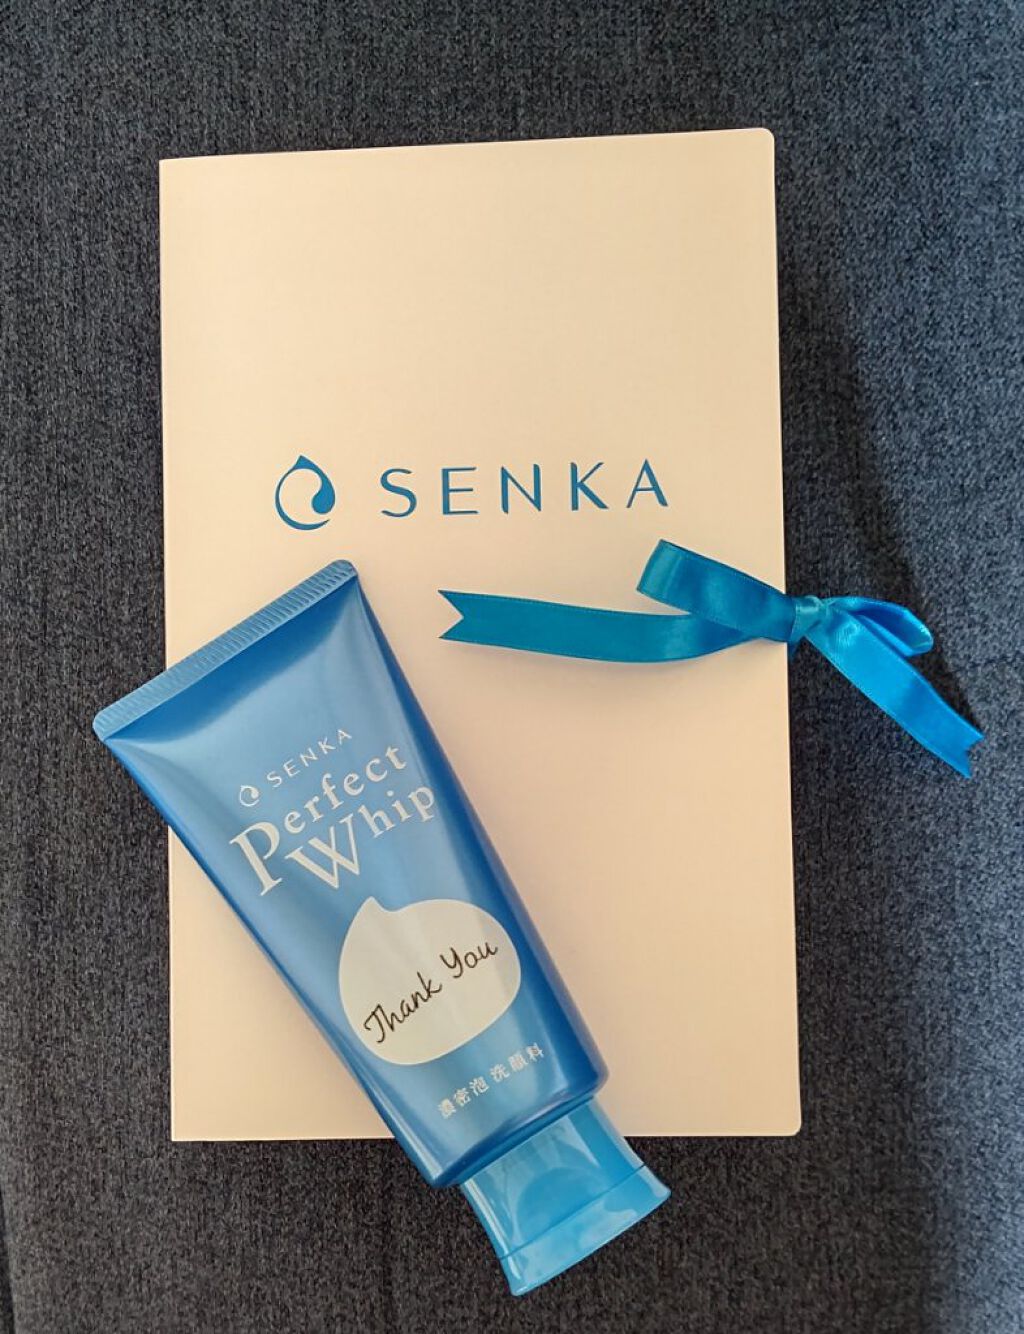 SENKA
SENKA
Perfect
Whip
Thank You
濃密泡 洗顔料